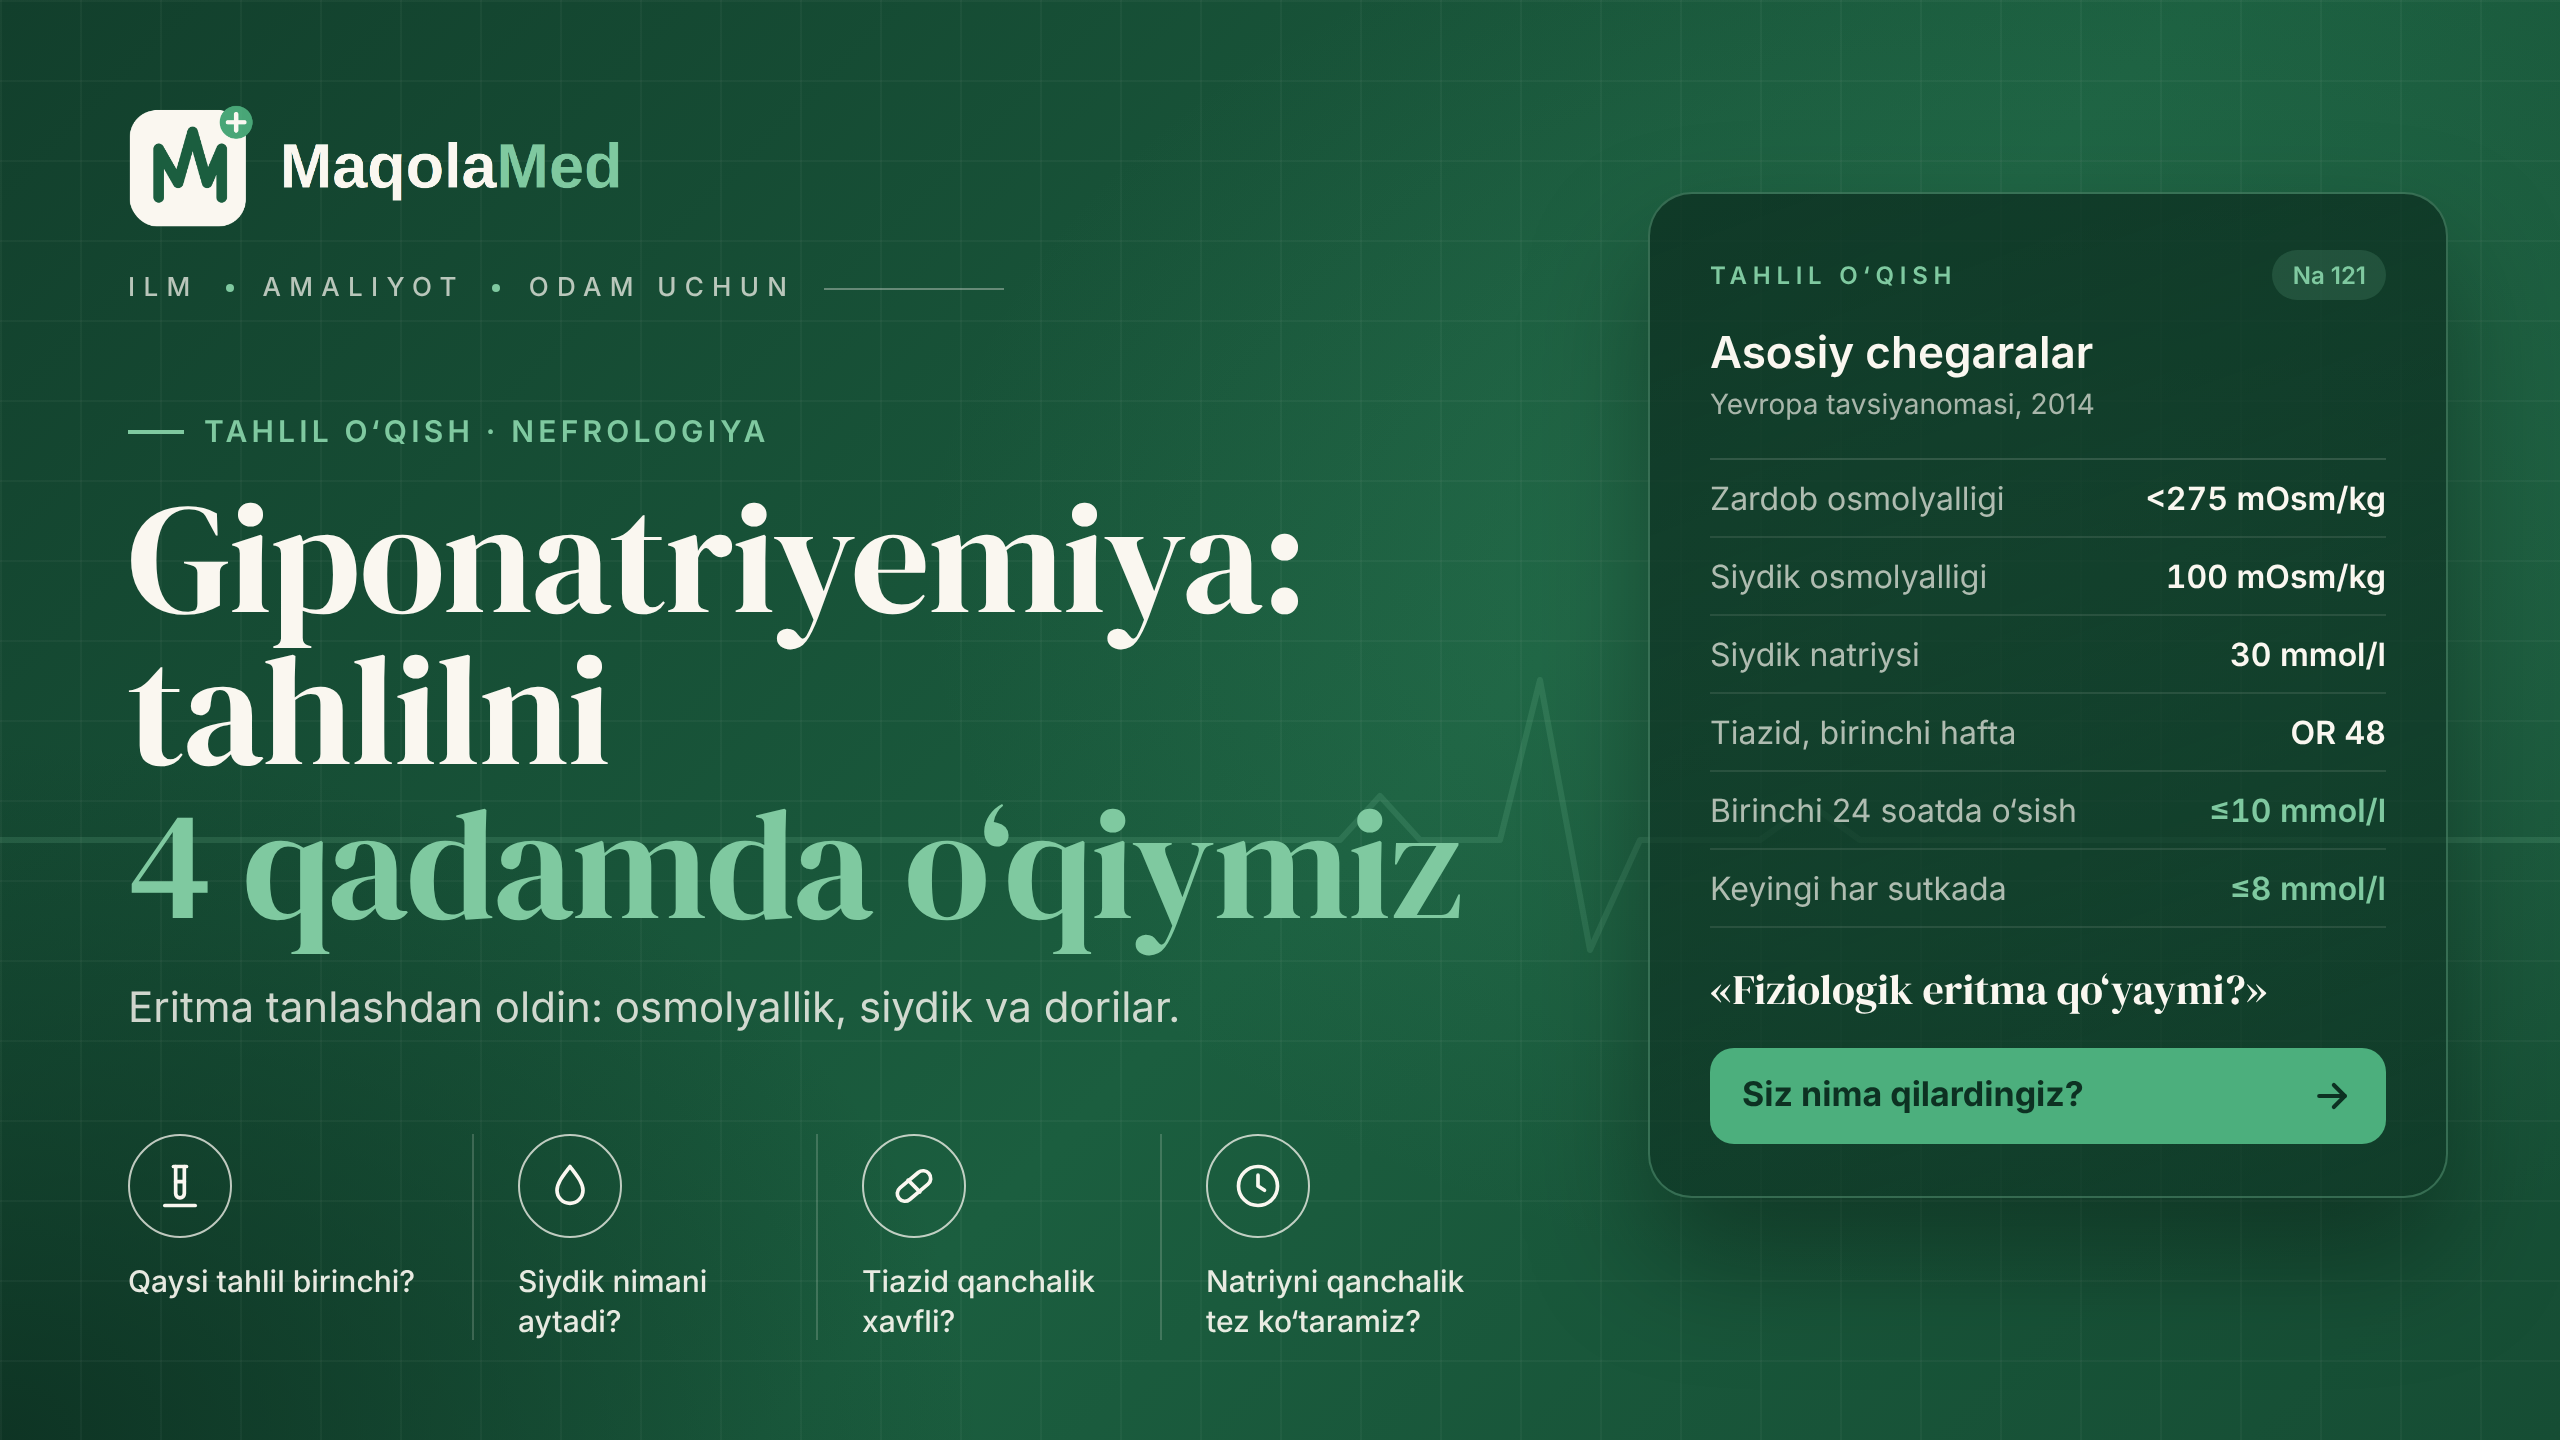 MaqolaMed
ILM • AMALIYOT • ODAM UCHUN
TAHLIL O‘QISH · NEFROLOGIYA
Giponatriyemiya:
tahlilni
4 qadamda o‘qiymiz
Eritma tanlashdan oldin: osmolyallik, siydik va dorilar.
Qaysi tahlil birinchi?
Siydik nimani
aytadi?
Tiazid qanchalik
xavfli?
Natriyni qanchalik
tez ko‘taramiz?
TAHLIL O‘QISH
Na 121
Asosiy chegaralar
Yevropa tavsiyanomasi, 2014
Zardob osmolyalligi <275 mOsm/kg
Siydik osmolyalligi 100 mOsm/kg
Siydik natriysi 30 mmol/l
Tiazid, birinchi hafta OR 48
Birinchi 24 soatda o‘sish ≤10 mmol/l
Keyingi har sutkada ≤8 mmol/l
«Fiziologik eritma qo‘yaymi?»
Siz nima qilardingiz? →